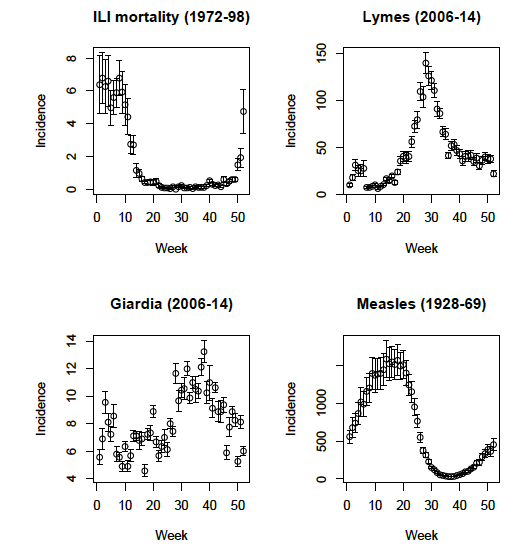 ILI mortality (1972-98)
Incidence
0 2 4 6 8
0 10 20 30 40 50
Week
Lymes (2006-14)
Incidence
0 50 100 150
0 10 20 30 40 50
Week
Giardia (2006-14)
Incidence
4 6 8 10 12 14
0 10 20 30 40 50
Week
Measles (1928-69)
Incidence
0 500 1000
0 10 20 30 40 50
Week